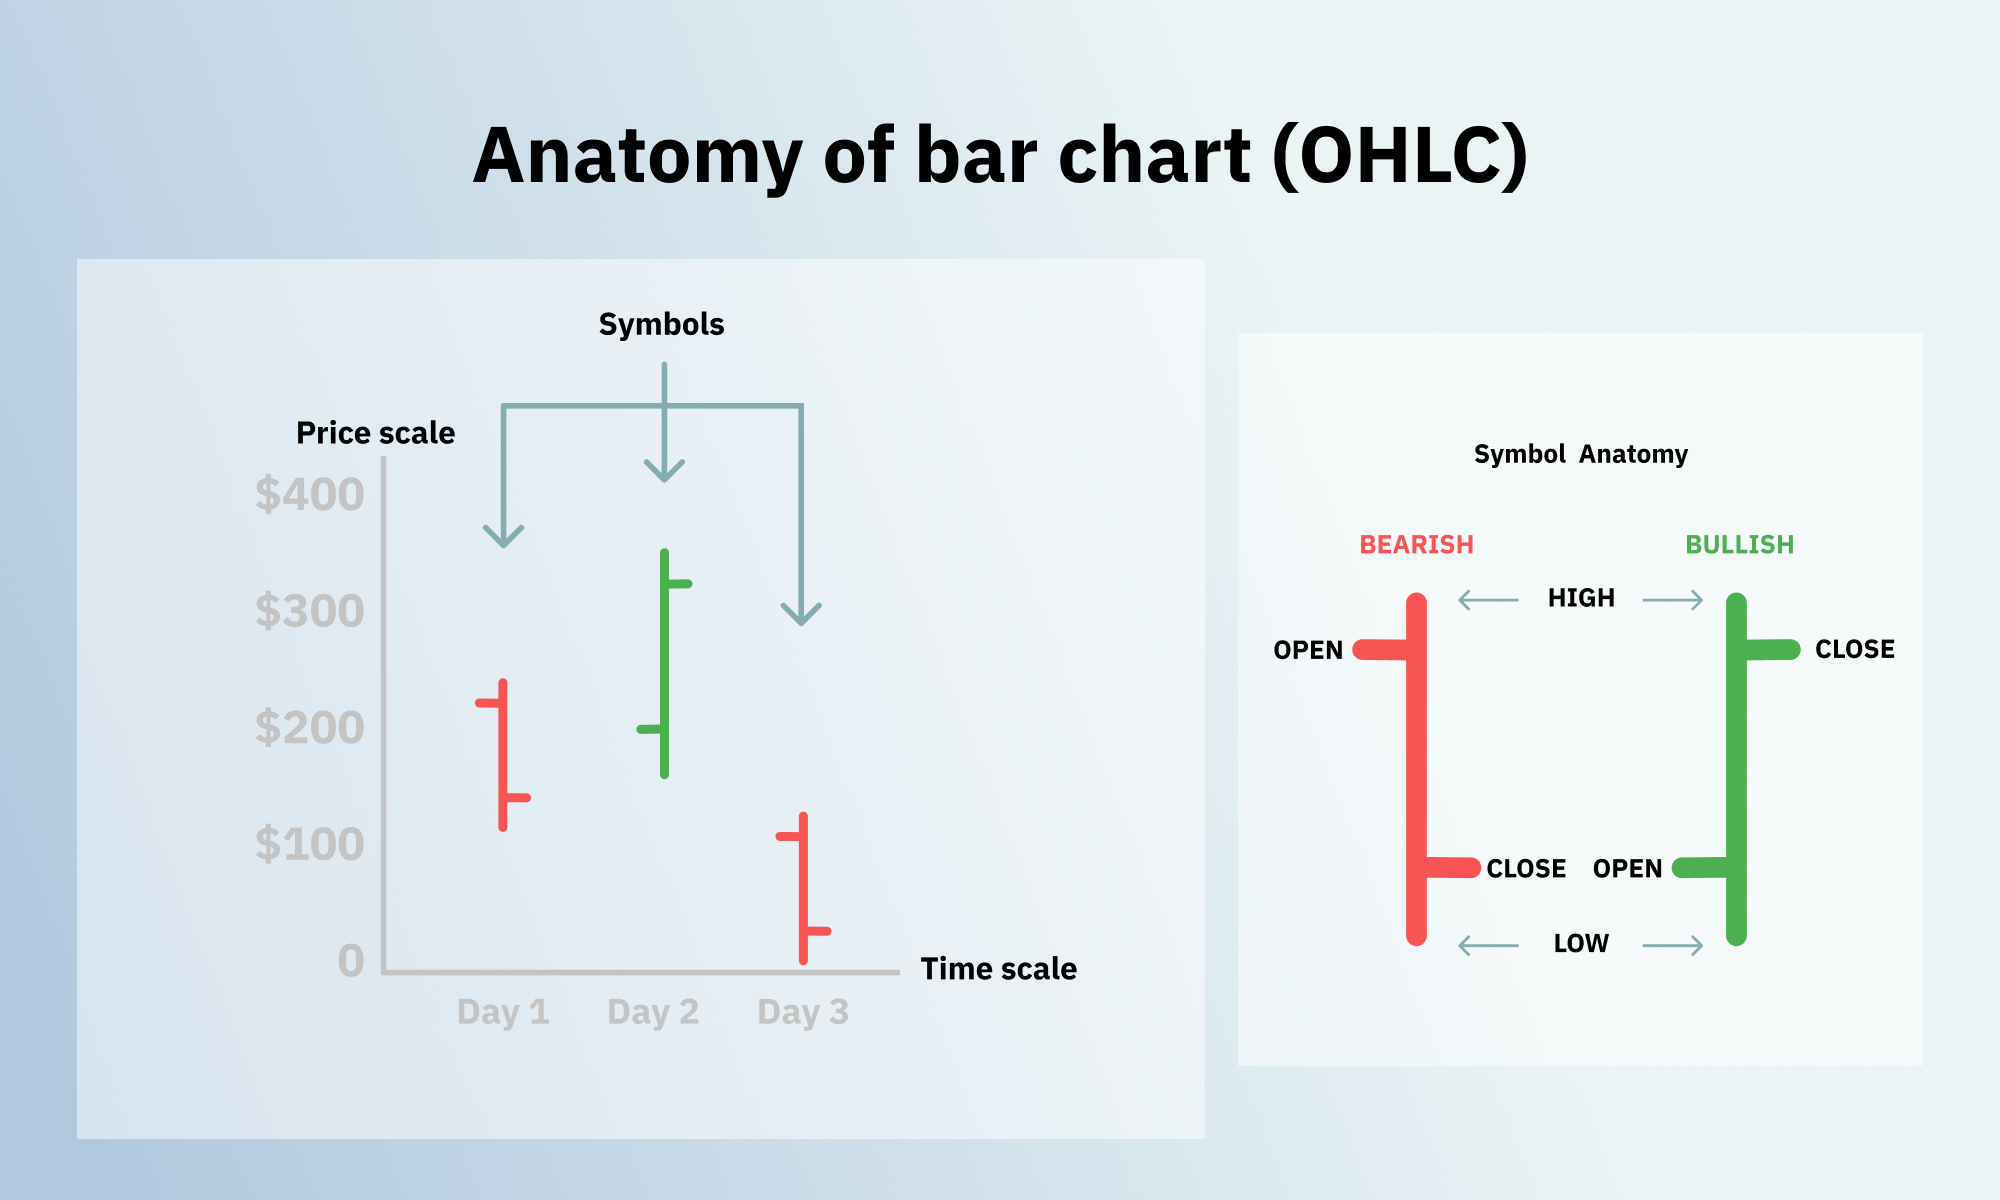 Anatomy of bar chart (OHLC)
Symbols
Price scale
$400
$300
$200
$100
0
Day 1 Day 2 Day 3
Time scale
Symbol Anatomy
BEARISH BULLISH
HIGH
OPEN CLOSE
CLOSE OPEN
LOW